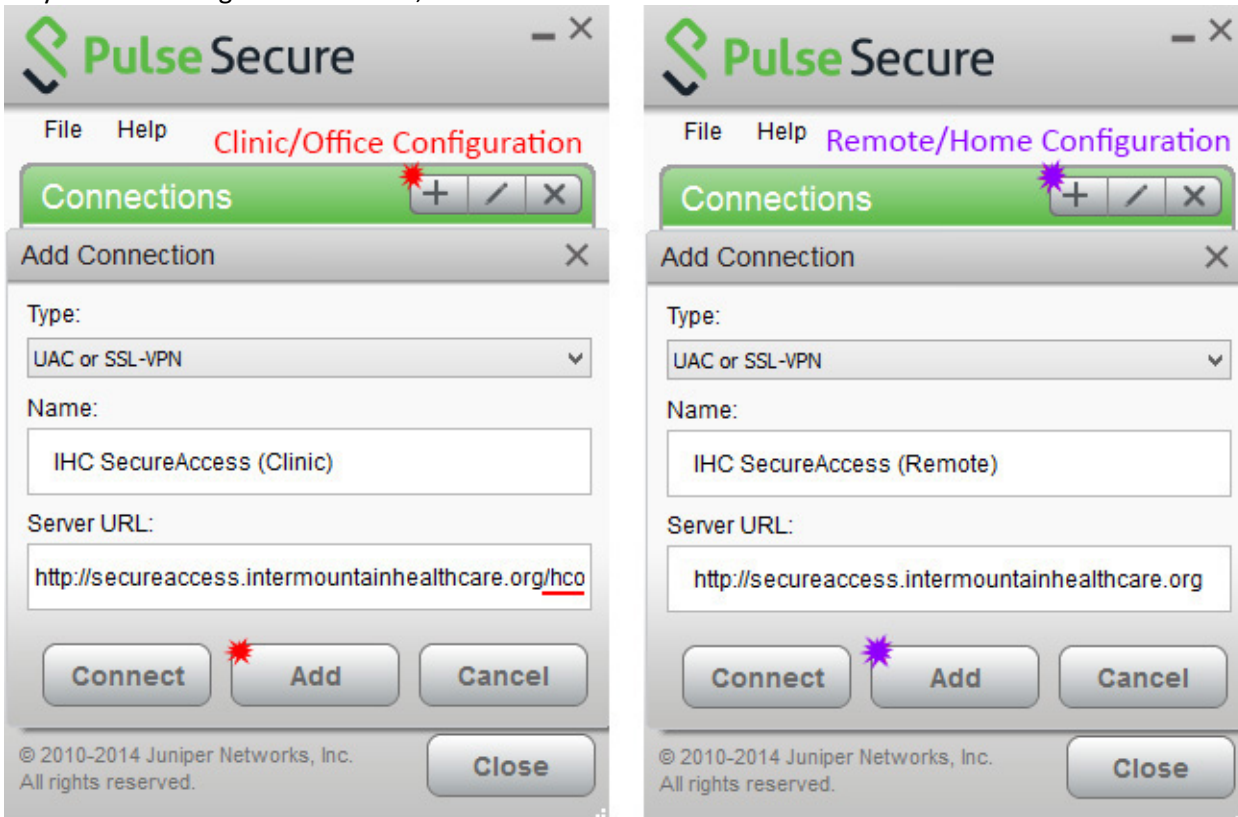 Pulse Secure
File Help
Clinic/Office Configuration
Connections
Add Connection
Type:
UAC or SSL-VPN
Name:
IHC SecureAccess (Clinic)
Server URL:
http://secureaccess.intermountainhealthcare.org/hco
Connect Add Cancel
© 2010-2014 Juniper Networks, Inc.
All rights reserved.
Close
Pulse Secure
File Help
Remote/Home Configuration
Connections
Add Connection
Type:
UAC or SSL-VPN
Name:
IHC SecureAccess (Remote)
Server URL:
http://secureaccess.intermountainhealthcare.org
Connect Add Cancel
© 2010-2014 Juniper Networks, Inc.
All rights reserved.
Close